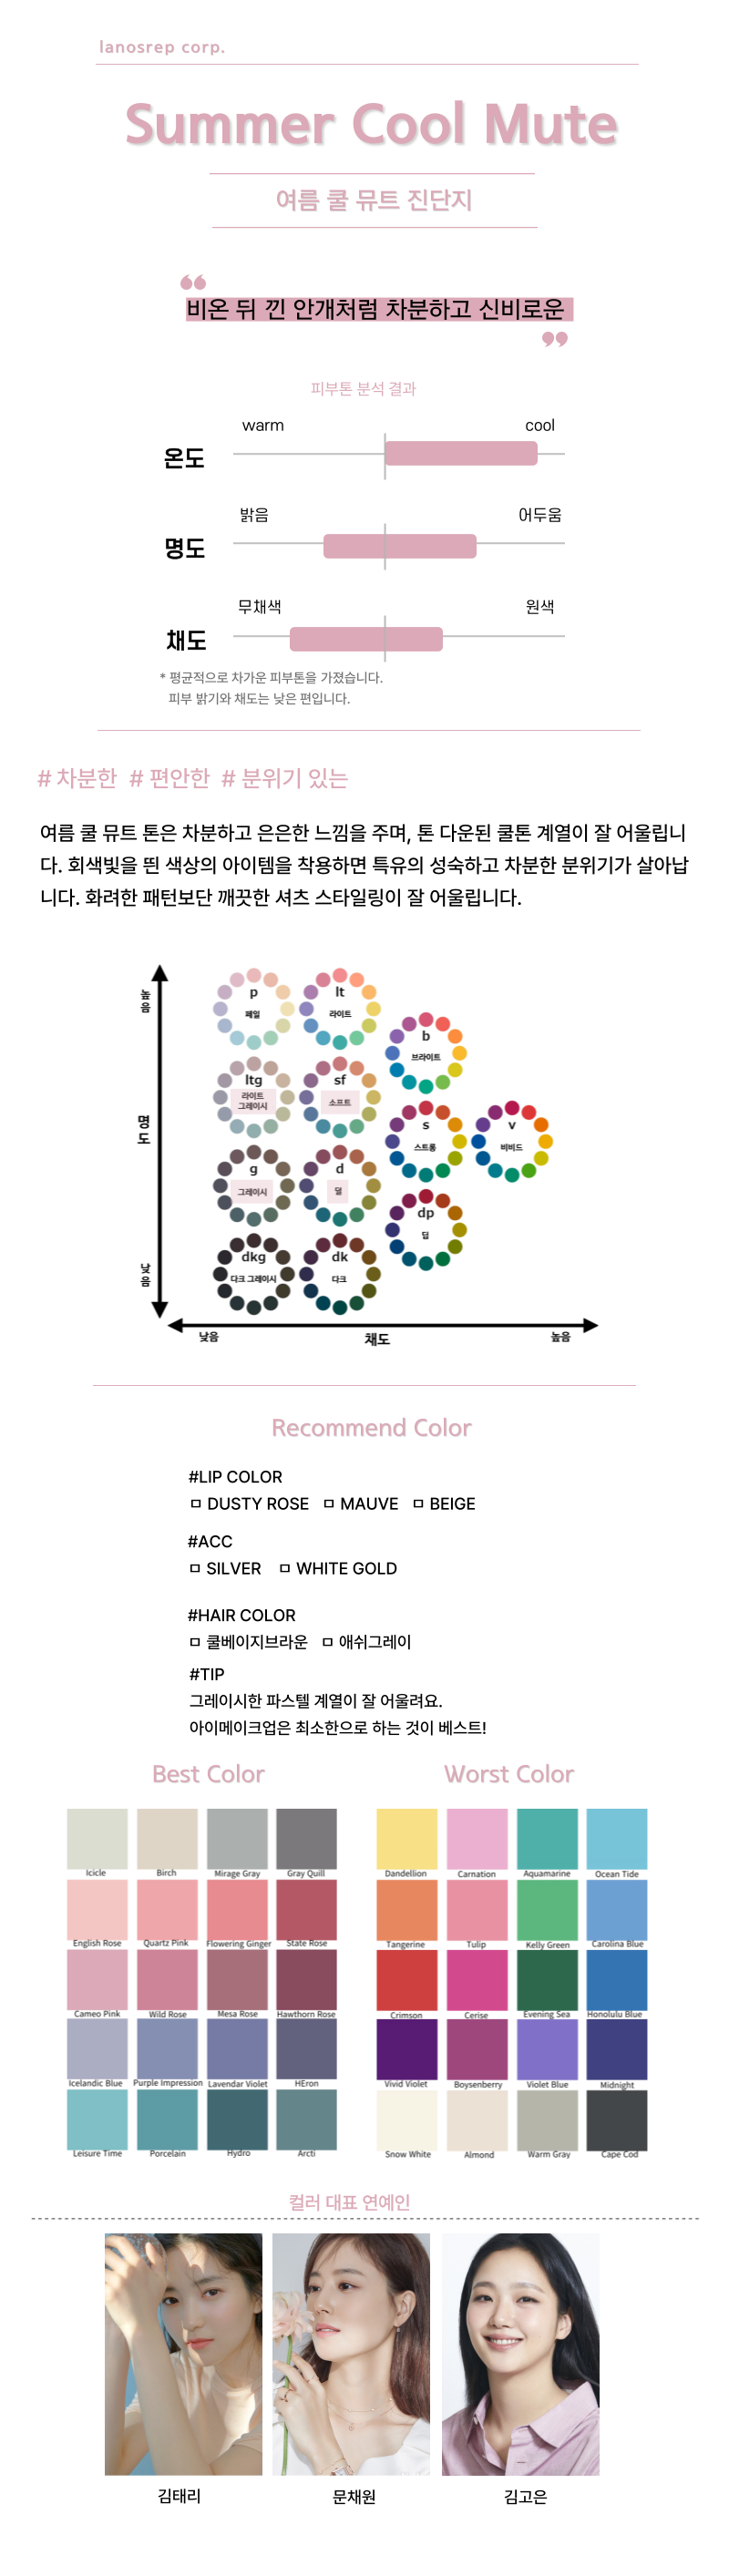 lanosrep corp.
Summer Cool Mute
여름 쿨 뮤트 진단지
비온 뒤 낀 안개처럼 차분하고 신비로운
피부톤 분석 결과
warm cool
온도
밝음 어두움
명도
무채색 원색
채도
* 평균적으로 차가운 피부톤을 가졌습니다.
피부 밝기와 채도는 낮은 편입니다.
# 차분한 # 편안한 # 분위기 있는
여름 쿨 뮤트 톤은 차분하고 은은한 느낌을 주며, 톤 다운된 쿨톤 계열이 잘 어울립니
다. 회색빛을 띈 색상의 아이템을 착용하면 특유의 성숙하고 차분한 분위기가 살아납
니다. 화려한 패턴보단 깨끗한 셔츠 스타일링이 잘 어울립니다.
높음
p
페일
lt
라이트
b
브라이트
ltg
라이트
그레이시
sf
소프트
명도
s
스트롱
v
비비드
g
그레이시
d
덜
dp
딥
낮음
dkg
다크 그레이시
dk
다크
낮음 채도 높음
Recommend Color
#LIP COLOR
ㅁ DUSTY ROSE ㅁ MAUVE ㅁ BEIGE
#ACC
ㅁ SILVER ㅁ WHITE GOLD
#HAIR COLOR
ㅁ 쿨베이지브라운 ㅁ 애쉬그레이
#TIP
그레이시한 파스텔 계열이 잘 어울려요.
아이메이크업은 최소한으로 하는 것이 베스트!
Best Color Worst Color
Icicle Birch Mirage Gray Gray Quill Dandellion Carnation Aquamarine Ocean Tide
English Rose Quartz Pink Flowering Ginger State Rose Tangerine Tulip Kelly Green Carolina Blue
Cameo Pink Wild Rose Mesa Rose Hawthorn Rose Crimson Cerise Evening Sea Honolulu Blue
Icelandic Blue Purple Impression Lavendar Violet HEron Vivid Violet Boysenberry Violet Blue Midnight
Leisure Time Porcelain Hydro Arcti Snow White Almond Warm Gray Cape Cod
컬러 대표 연예인
김태리 문채원 김고은